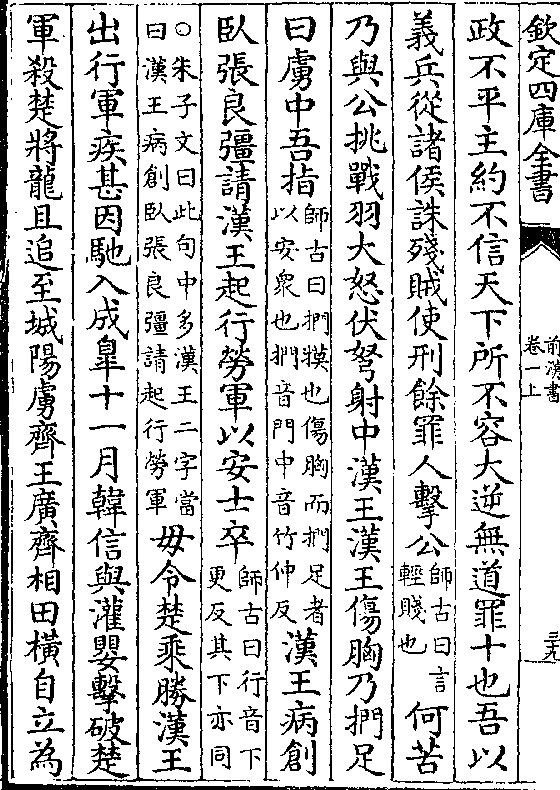 欽定四庫全書
前漢書
卷一上
三九
政不平主約不信天下所不容大逆無道罪十也吾以
義兵從諸侯誅殘賊使刑餘罪人擊公師古曰言
輕賤也何苦
乃與公挑戰羽大怒伏弩射中漢王漢王傷胸乃捫足
曰虜中吾指師古曰捫摸也傷胸而捫足者
以安衆也捫音門中音竹仲反漢王病創
臥張良彊請漢王起行勞軍以安士卒師古曰行音下
更反其下亦同
○朱子文曰此句中多漢王二字當
曰漢王病創臥張良彊請起行勞軍毋令楚乘勝漢王
出行軍疾甚因馳入成臯十一月韓信與灌嬰擊破楚
軍殺楚將龍且追至城陽虜齊王廣齊相田橫自立為